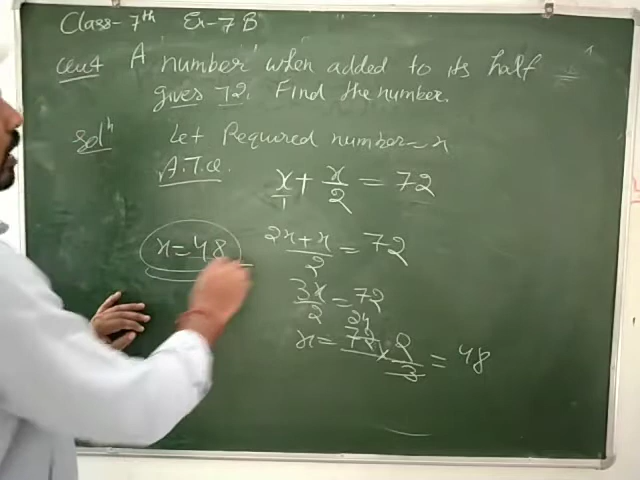 Class- 7th Ex-7B
Que4 A "number" when added to its half
gives 72. Find the number.
Solⁿ Let Required number = x
A.T.Q.
x/1 + x/2 = 72
2x+x/2 = 72
3x/2 = 72
24
x = 72 × 2/3 = 48
x=48